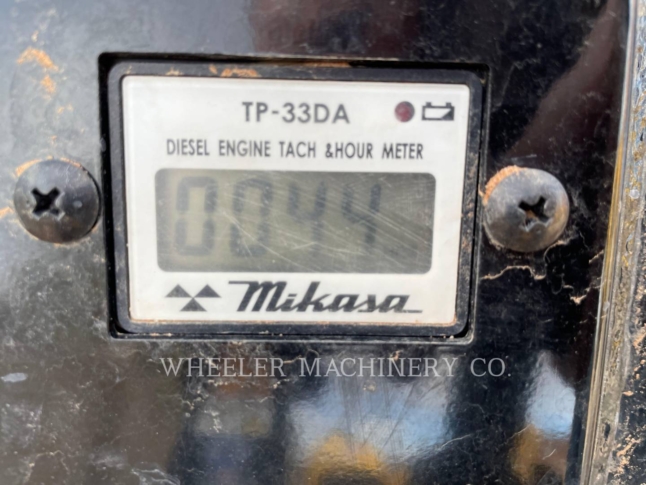 TP-33DA
DIESEL ENGINE TACH &HOUR METER
0044
Mikasa
WHEELER MACHINERY CO.